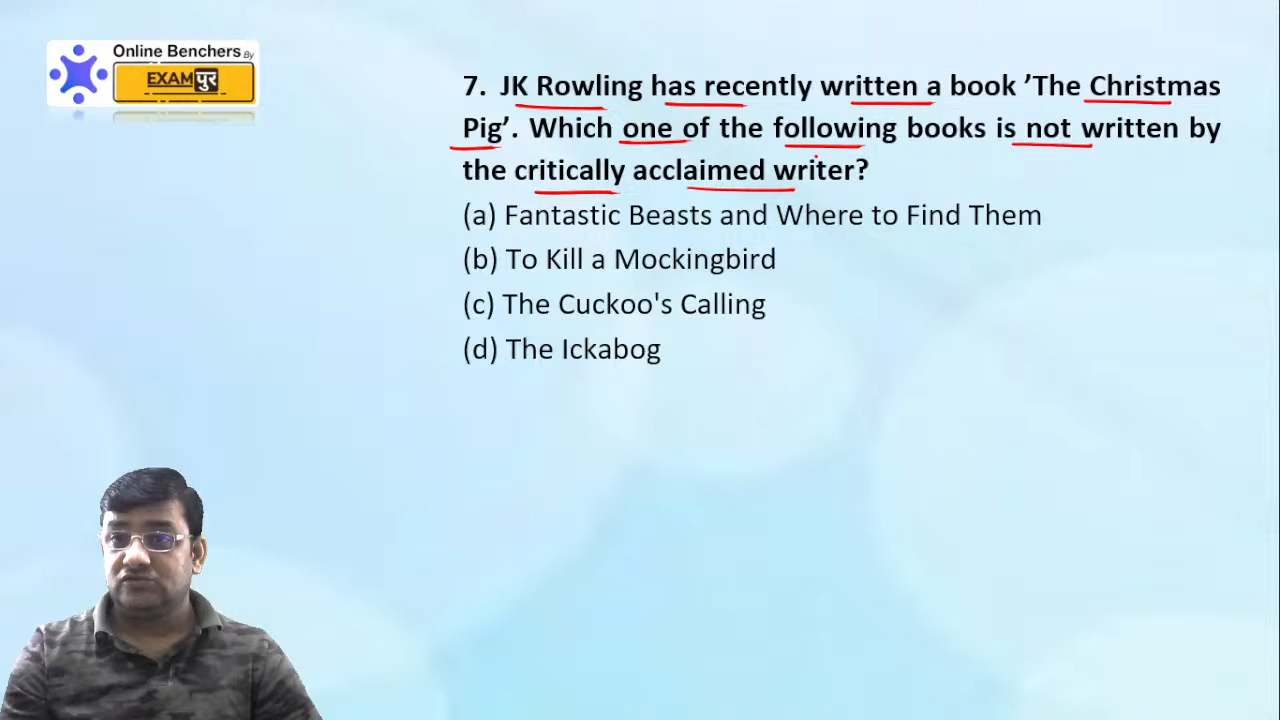 Online Benchers By
EXAMपुर
7. JK Rowling has recently written a book ’The Christmas
Pig’. Which one of the following books is not written by
the critically acclaimed writer?
(a) Fantastic Beasts and Where to Find Them
(b) To Kill a Mockingbird
(c) The Cuckoo's Calling
(d) The Ickabog